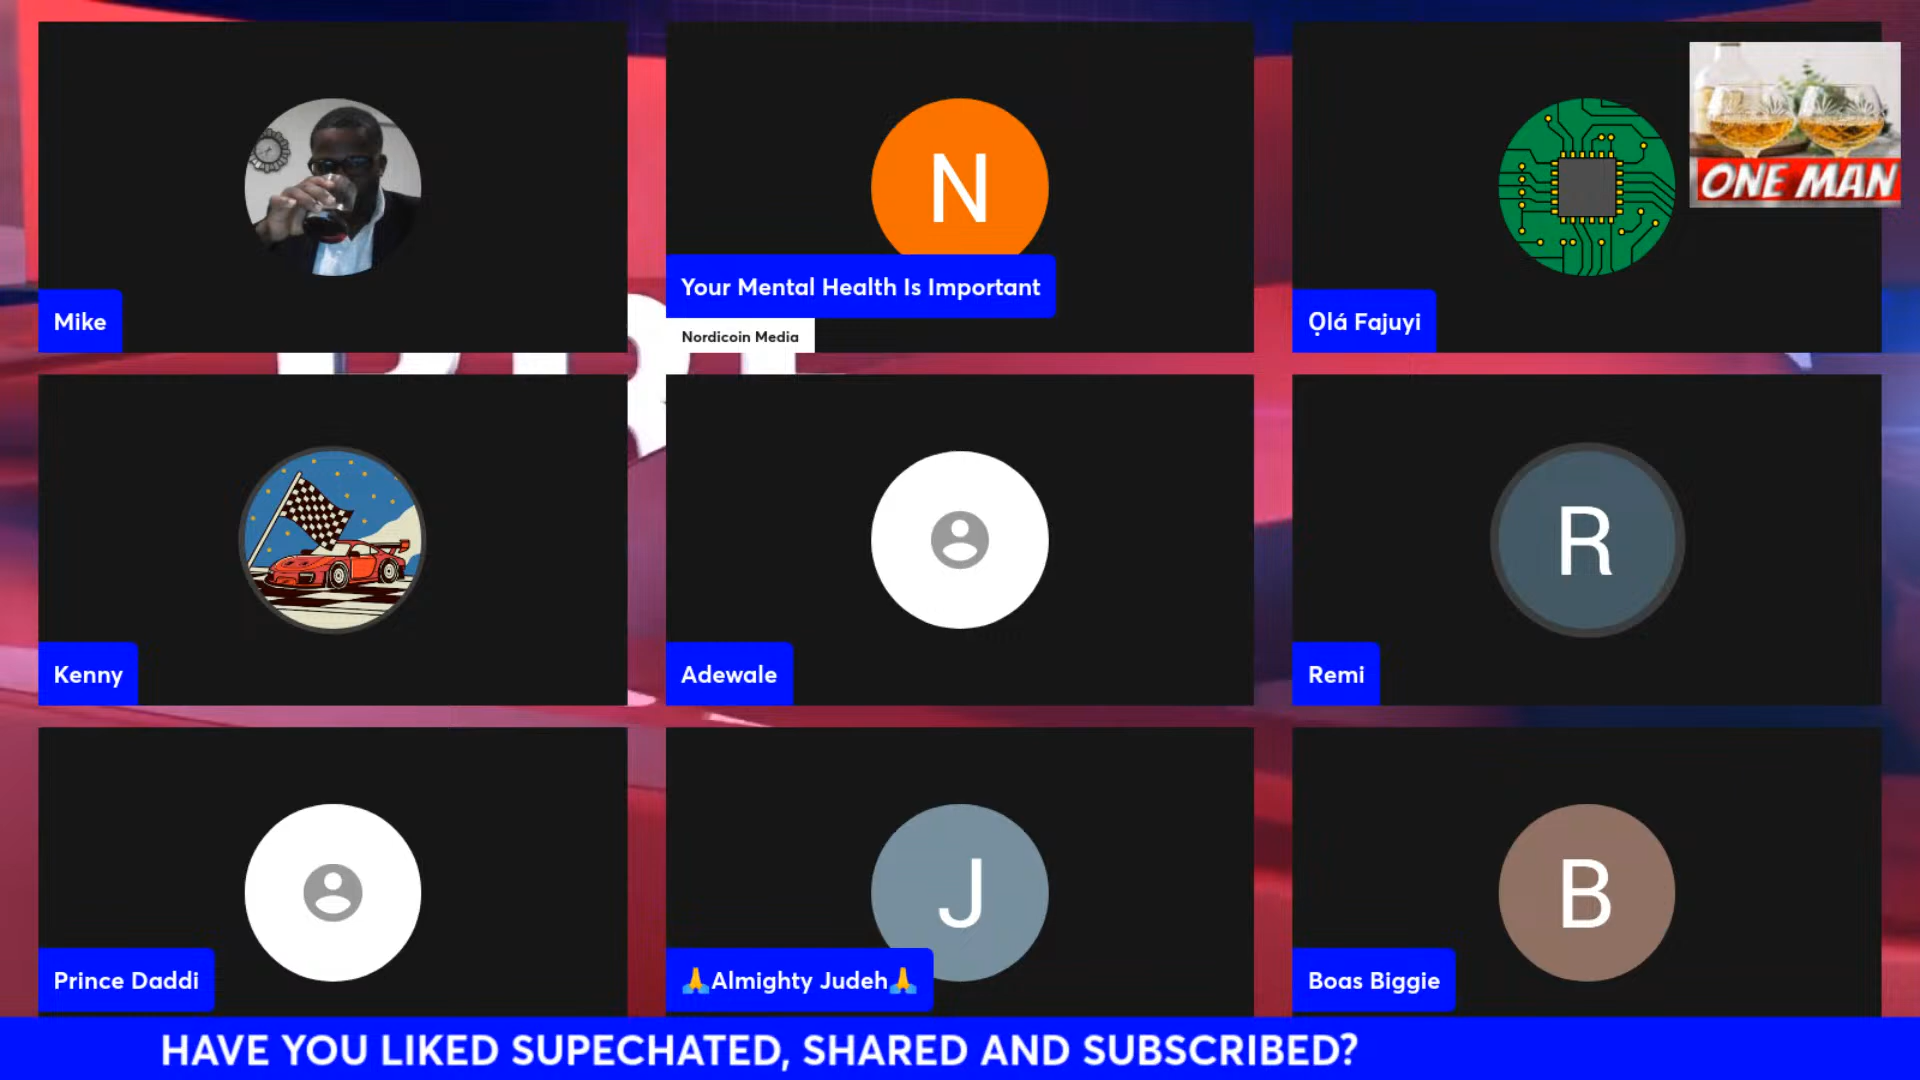 N
ONE MAN
Mike
Your Mental Health Is Important
Nordicoin Media
Ọlá Fajuyi
R
Kenny
Adewale
Remi
J
B
Prince Daddi
🙏Almighty Judeh🙏
Boas Biggie
HAVE YOU LIKED SUPECHATED, SHARED AND SUBSCRIBED?